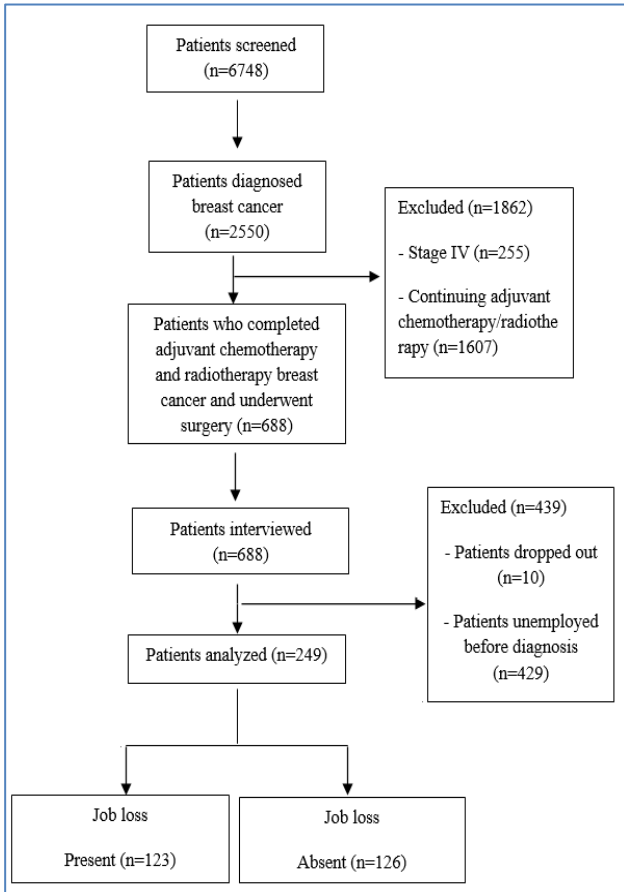 Patients screened
(n=6748)
Patients diagnosed
breast cancer
(n=2550)
Excluded (n=1862)
- Stage IV (n=255)
- Continuing adjuvant
chemotherapy/radiothe
rapy (n=1607)
Patients who completed
adjuvant chemotherapy
and radiotherapy breast
cancer and underwent
surgery (n=688)
Patients interviewed
(n=688)
Excluded (n=439)
- Patients dropped out
(n=10)
- Patients unemployed
before diagnosis
(n=429)
Patients analyzed (n=249)
Job loss
Present (n=123)
Job loss
Absent (n=126)